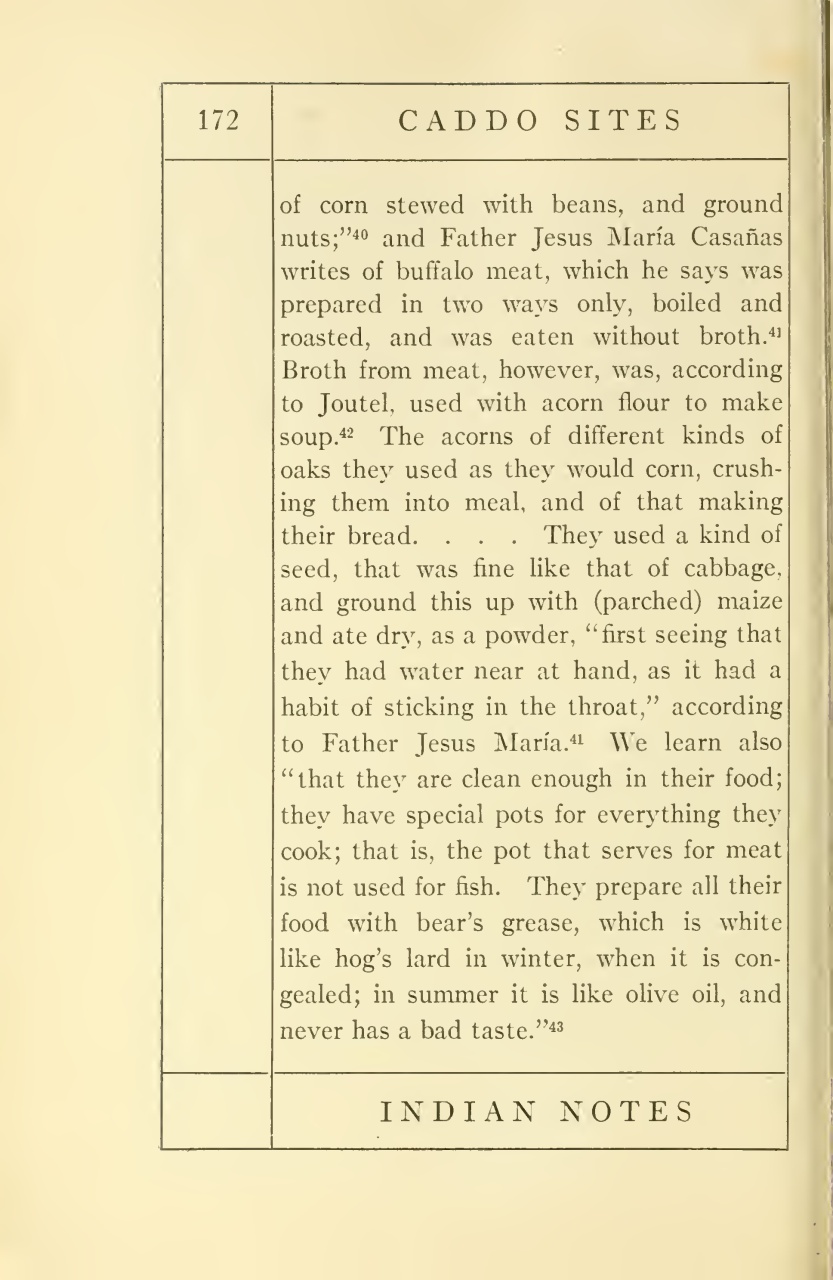 172
CADDO SITES
of corn stewed with beans, and ground
nuts;”⁴⁰ and Father Jesus María Casañas
writes of buffalo meat, which he says was
prepared in two ways only, boiled and
roasted, and was eaten without broth.⁴¹
Broth from meat, however, was, according
to Joutel, used with acorn flour to make
soup.⁴² The acorns of different kinds of
oaks they used as they would corn, crush-
ing them into meal, and of that making
their bread. . . . They used a kind of
seed, that was fine like that of cabbage,
and ground this up with (parched) maize
and ate dry, as a powder, “first seeing that
they had water near at hand, as it had a
habit of sticking in the throat,” according
to Father Jesus María.⁴¹ We learn also
“that they are clean enough in their food;
they have special pots for everything they
cook; that is, the pot that serves for meat
is not used for fish. They prepare all their
food with bear’s grease, which is white
like hog’s lard in winter, when it is con-
gealed; in summer it is like olive oil, and
never has a bad taste.”⁴³
INDIAN NOTES